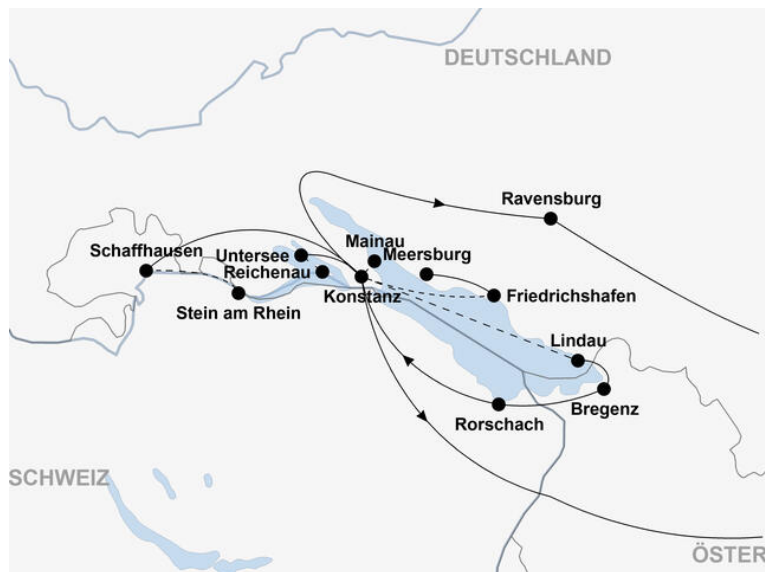 DEUTSCHLAND
Ravensburg
Mainau
Schaffhausen
Untersee
Meersburg
Reichenau
Konstanz
Friedrichshafen
Stein am Rhein
Lindau
Bregenz
Rorschach
SCHWEIZ
ÖSTER